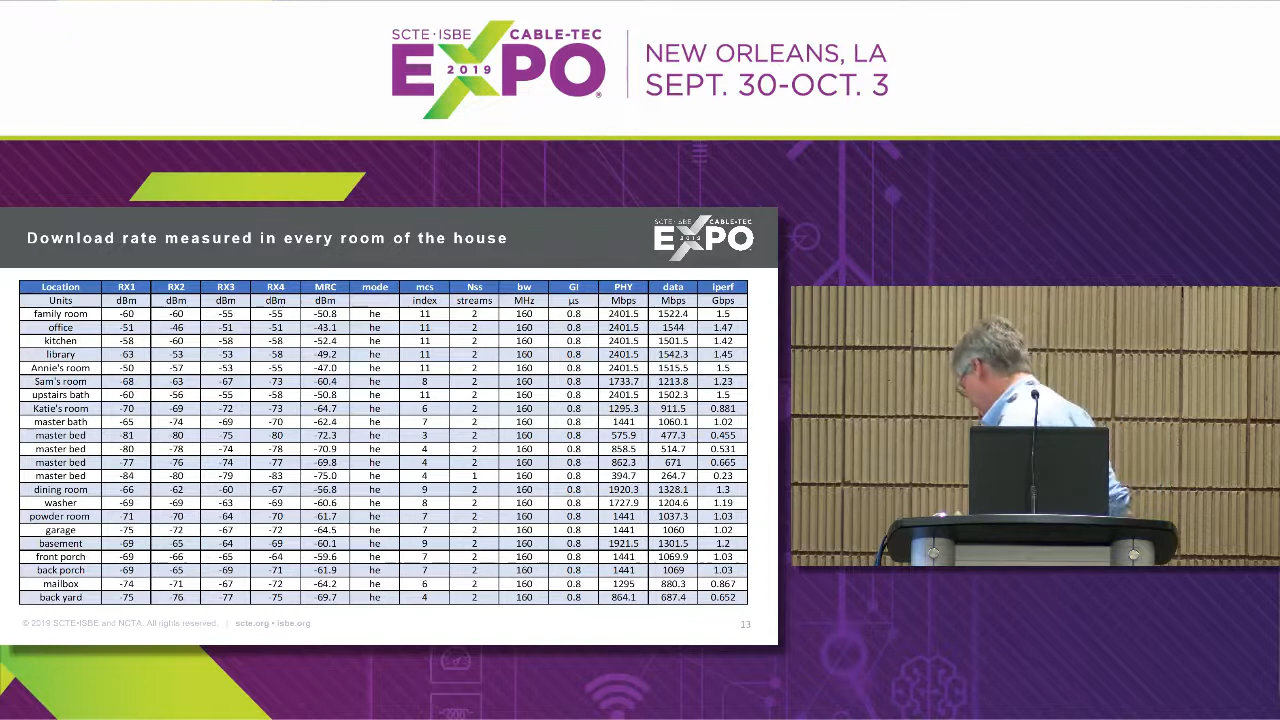 SCTE·ISBE CABLE-TEC
EXPO
2019
NEW ORLEANS, LA
SEPT. 30-OCT. 3
Download rate measured in every room of the house
SCTE·ISBE CABLE-TEC
EXPO
2019
Location RX1 RX2 RX3 RX4 MRC mode mcs Nss bw GI PHY data Iperf
Units dBm dBm dBm dBm dBm index streams MHz µs Mbps Mbps Gbps
family room -60 -60 -55 -55 -50.8 he 11 2 160 0.8 2401.5 1522.4 1.5
office -51 -46 -51 -51 -43.1 he 11 2 160 0.8 2401.5 1544 1.47
kitchen -58 -60 -58 -58 -52.4 he 11 2 160 0.8 2401.5 1501.5 1.42
library -63 -53 -53 -58 -49.2 he 11 2 160 0.8 2401.5 1542.3 1.45
Annie's room -50 -57 -53 -55 -47.0 he 11 2 160 0.8 2401.5 1515.5 1.5
Sam's room -68 -63 -67 -73 -60.4 he 8 2 160 0.8 1733.7 1213.8 1.23
upstairs bath -60 -56 -55 -58 -50.8 he 11 2 160 0.8 2401.5 1502.3 1.5
Katie's room -70 -69 -72 -73 -64.7 he 6 2 160 0.8 1295.3 911.5 0.881
master bath -65 -74 -69 -70 -62.4 he 7 2 160 0.8 1441 1060.1 1.02
master bed -81 -80 -75 -80 -72.3 he 3 2 160 0.8 575.9 477.3 0.455
master bed -80 -78 -74 -78 -70.9 he 4 2 160 0.8 858.5 514.7 0.531
master bed -77 -76 -74 -77 -69.8 he 4 2 160 0.8 862.3 671 0.665
master bed -84 -80 -79 -83 -75.0 he 4 1 160 0.8 394.7 264.7 0.23
dining room -66 -62 -60 -67 -56.8 he 9 2 160 0.8 1920.3 1328.1 1.3
washer -69 -69 -63 -69 -60.6 he 8 2 160 0.8 1727.9 1204.6 1.19
powder room -71 -70 -64 -70 -61.7 he 7 2 160 0.8 1441 1037.3 1.03
garage -75 -72 -67 -72 -64.5 he 7 2 160 0.8 1441 1060 1.02
basement -69 -65 -64 -69 -60.1 he 9 2 160 0.8 1921.5 1301.5 1.2
front porch -69 -66 -65 -64 -59.6 he 7 2 160 0.8 1441 1069.9 1.03
back porch -69 -65 -69 -71 -61.9 he 7 2 160 0.8 1441 1069 1.03
mailbox -74 -71 -67 -72 -64.2 he 6 2 160 0.8 1295 880.3 0.867
back yard -75 -76 -77 -75 -69.7 he 4 2 160 0.8 864.1 687.4 0.652
© 2019 SCTE•ISBE and NCTA. All rights reserved. | scte.org • isbe.org
13